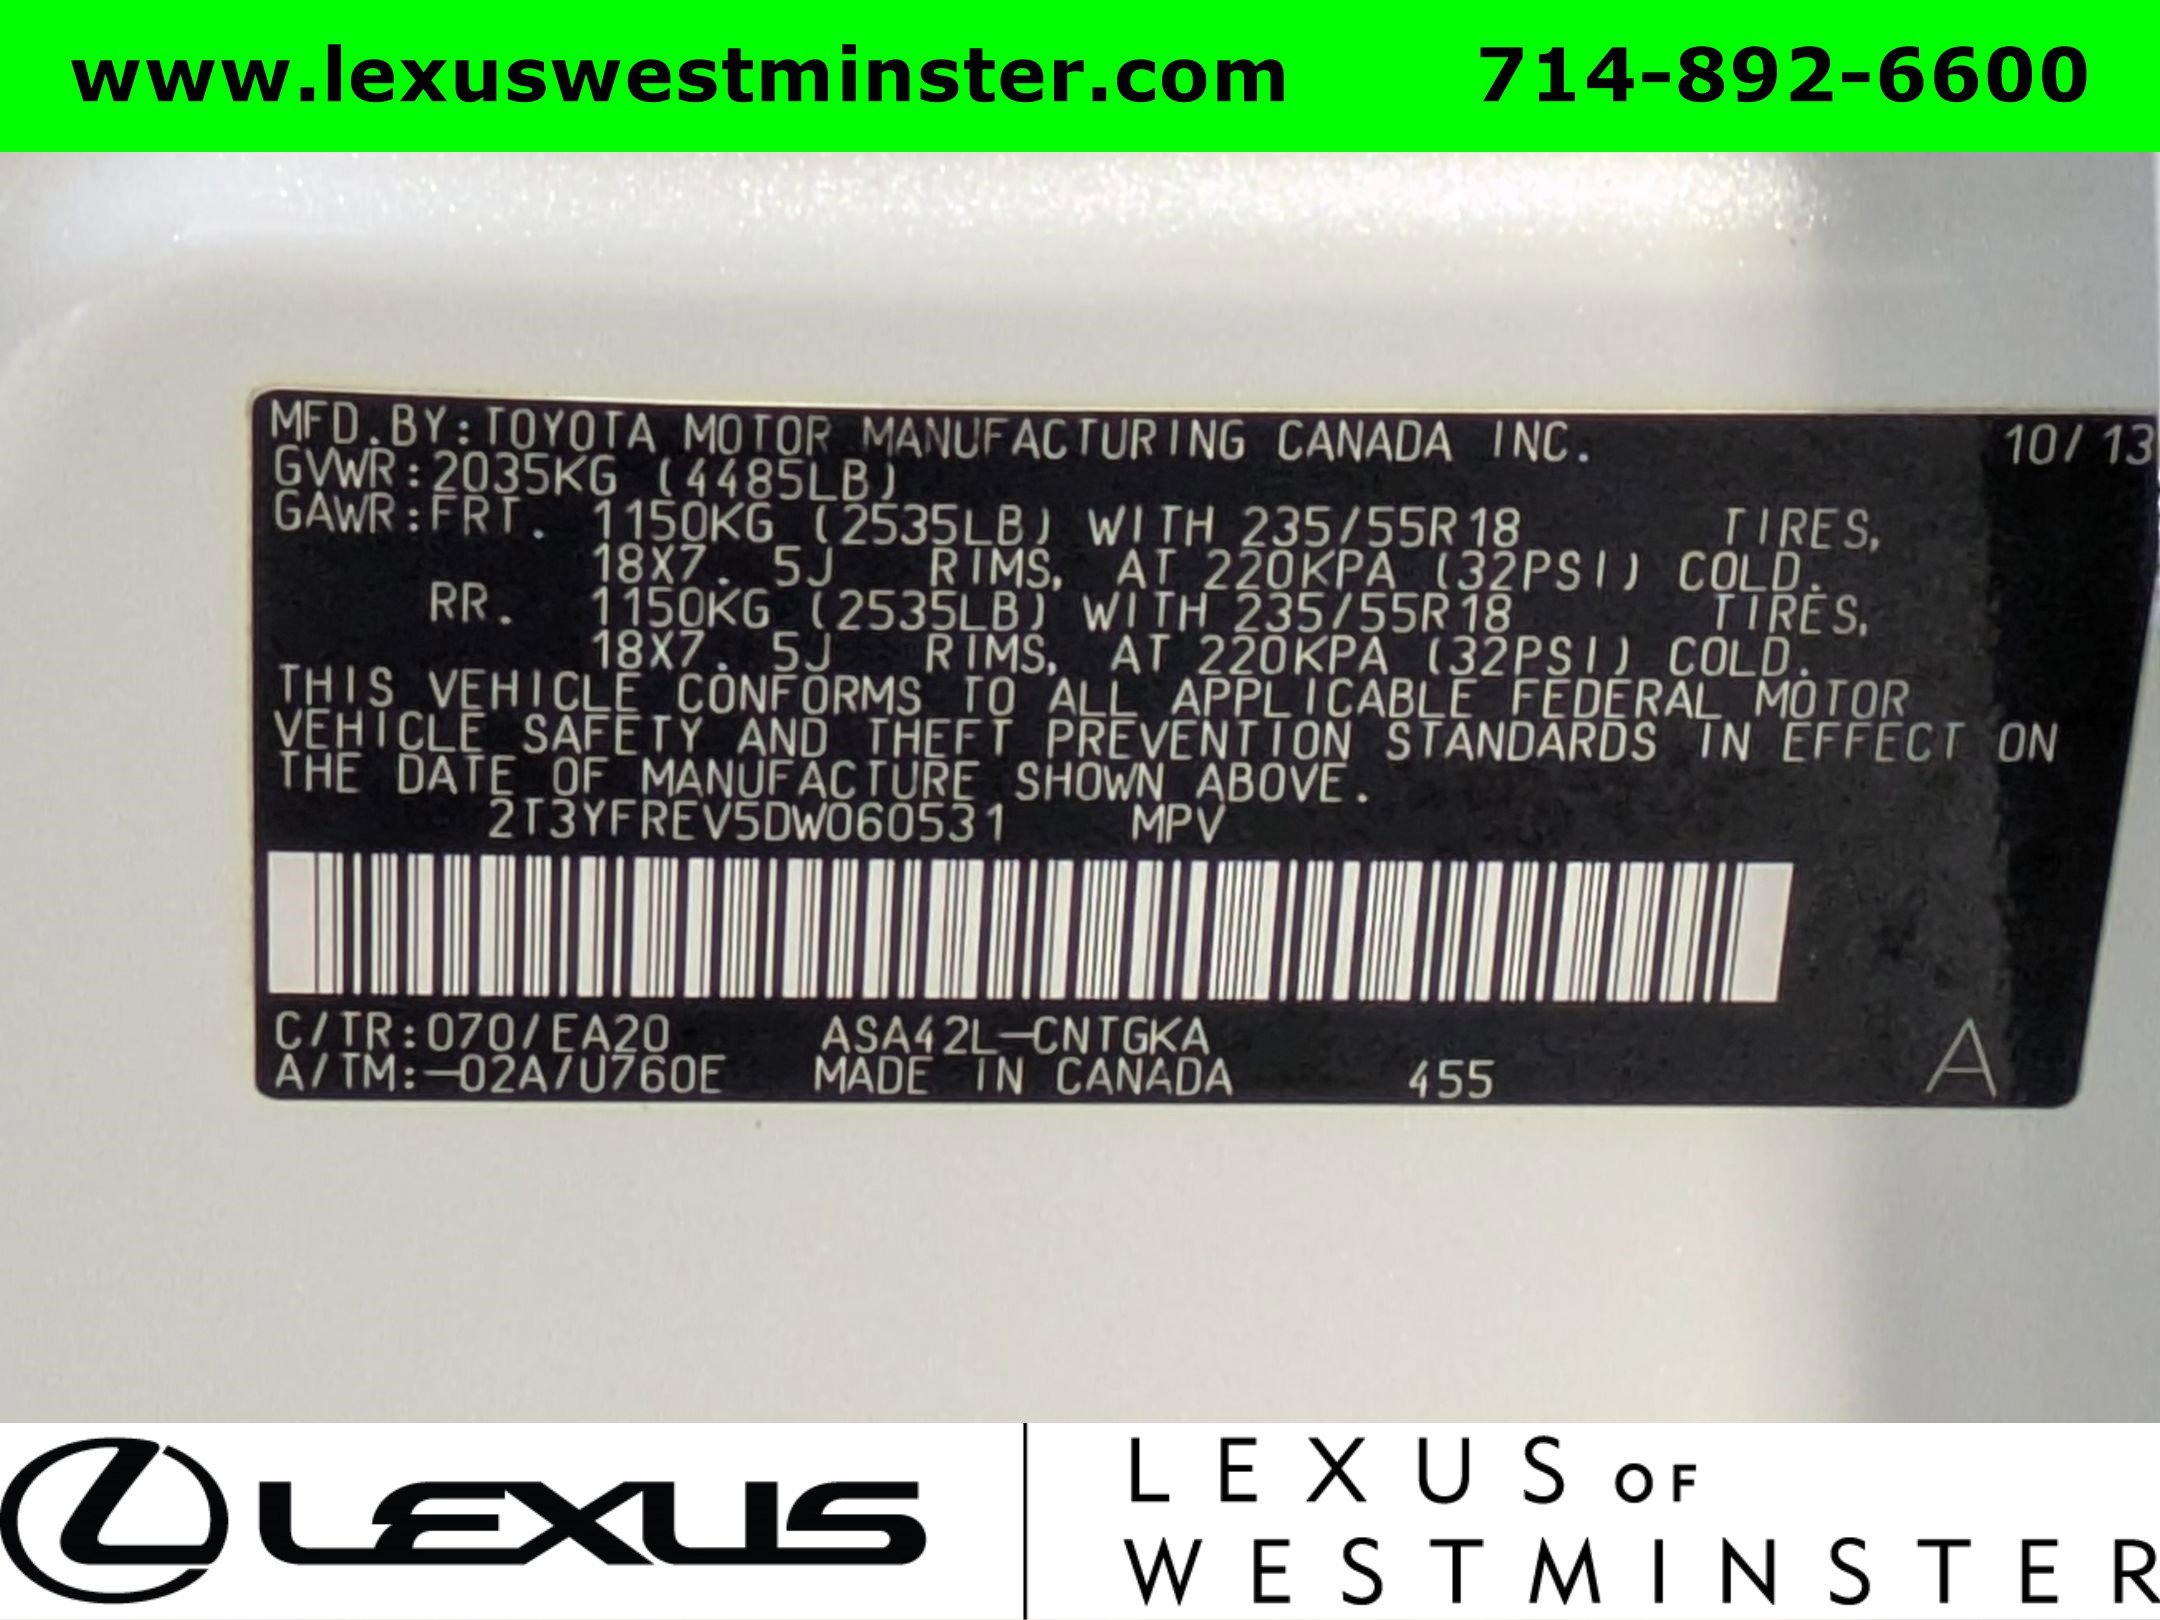 www.lexuswestminster.com 714-892-6600
MFD.BY:TOYOTA MOTOR MANUFACTURING CANADA INC. 10/13
GVWR:2035KG (4485LB)
GAWR:FRT. 1150KG (2535LB) WITH 235/55R18 TIRES,
18X7.5J RIMS, AT 220KPA (32PSI) COLD.
RR. 1150KG (2535LB) WITH 235/55R18 TIRES,
18X7.5J RIMS, AT 220KPA (32PSI) COLD.
THIS VEHICLE CONFORMS TO ALL APPLICABLE FEDERAL MOTOR
VEHICLE SAFETY AND THEFT PREVENTION STANDARDS IN EFFECT ON
THE DATE OF MANUFACTURE SHOWN ABOVE.
2T3YFREV5DW060531 MPV
C/TR:070/EA20 ASA42L-CNTGKA
A/TM:-02A/U760E MADE IN CANADA 455 A
LEXUS
LEXUS OF
WESTMINSTER